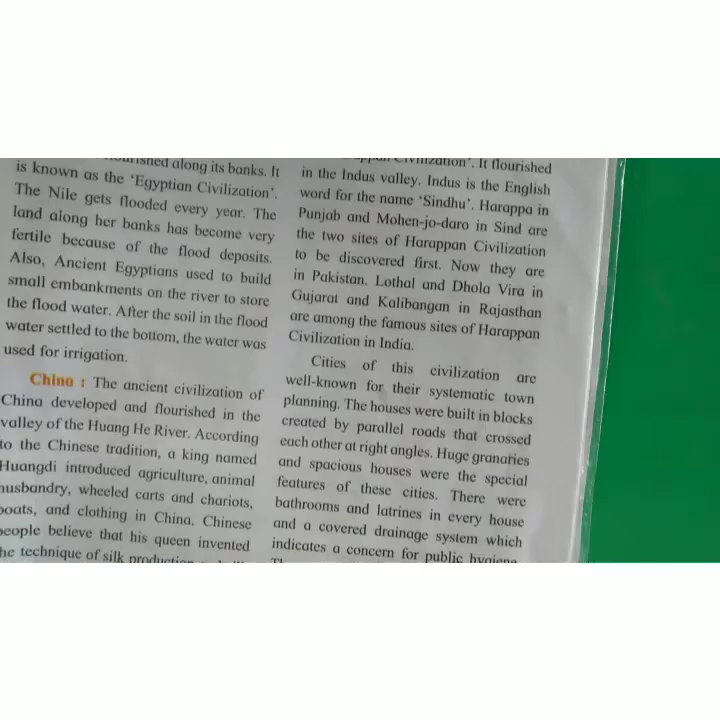 flourished along its banks. It
is known as the ‘Egyptian Civilization’.
The Nile gets flooded every year. The
land along her banks has become very
fertile because of the flood deposits.
Also, Ancient Egyptians used to build
small embankments on the river to store
the flood water. After the soil in the flood
water settled to the bottom, the water was
used for irrigation.
China : The ancient civilization of
China developed and flourished in the
valley of the Huang He River. According
to the Chinese tradition, a king named
Huangdi introduced agriculture, animal
husbandry, wheeled carts and chariots,
boats, and clothing in China. Chinese
people believe that his queen invented
the technique of silk production
Civilization’. It flourished
in the Indus valley. Indus is the English
word for the name ‘Sindhu’. Harappa in
Punjab and Mohen-jo-daro in Sind are
the two sites of Harappan Civilization
to be discovered first. Now they are
in Pakistan. Lothal and Dhola Vira in
Gujarat and Kalibangan in Rajasthan
are among the famous sites of Harappan
Civilization in India.
Cities of this civilization are
well-known for their systematic town
planning. The houses were built in blocks
created by parallel roads that crossed
each other at right angles. Huge granaries
and spacious houses were the special
features of these cities. There were
bathrooms and latrines in every house
and a covered drainage system which
indicates a concern for public hygiene.